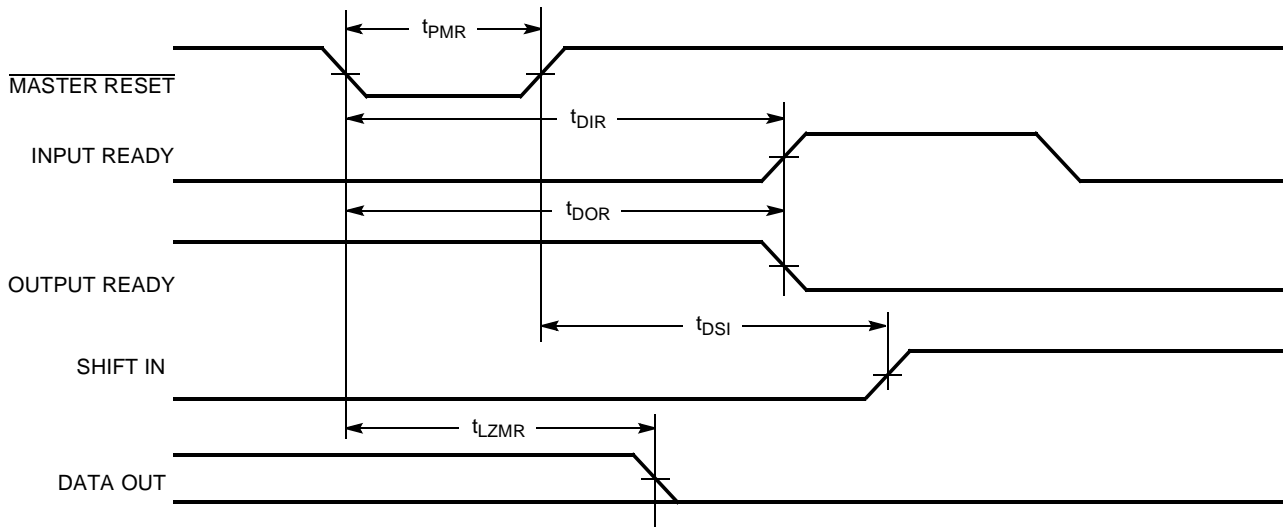 tPMR
MASTER RESET
tDIR
INPUT READY
tDOR
OUTPUT READY
tDSI
SHIFT IN
tLZMR
DATA OUT